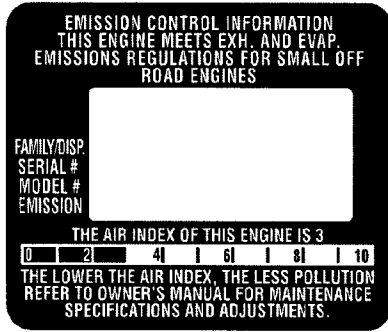 EMISSION CONTROL INFORMATION
THIS ENGINE MEETS EXH. AND EVAP.
EMISSIONS REGULATIONS FOR SMALL OFF
ROAD ENGINES
FAMILY/DISP.
SERIAL #
MODEL #
EMISSION
THE AIR INDEX OF THIS ENGINE IS 3
0 2 4 6 8 10
THE LOWER THE AIR INDEX, THE LESS POLLUTION
REFER TO OWNER'S MANUAL FOR MAINTENANCE
SPECIFICATIONS AND ADJUSTMENTS.